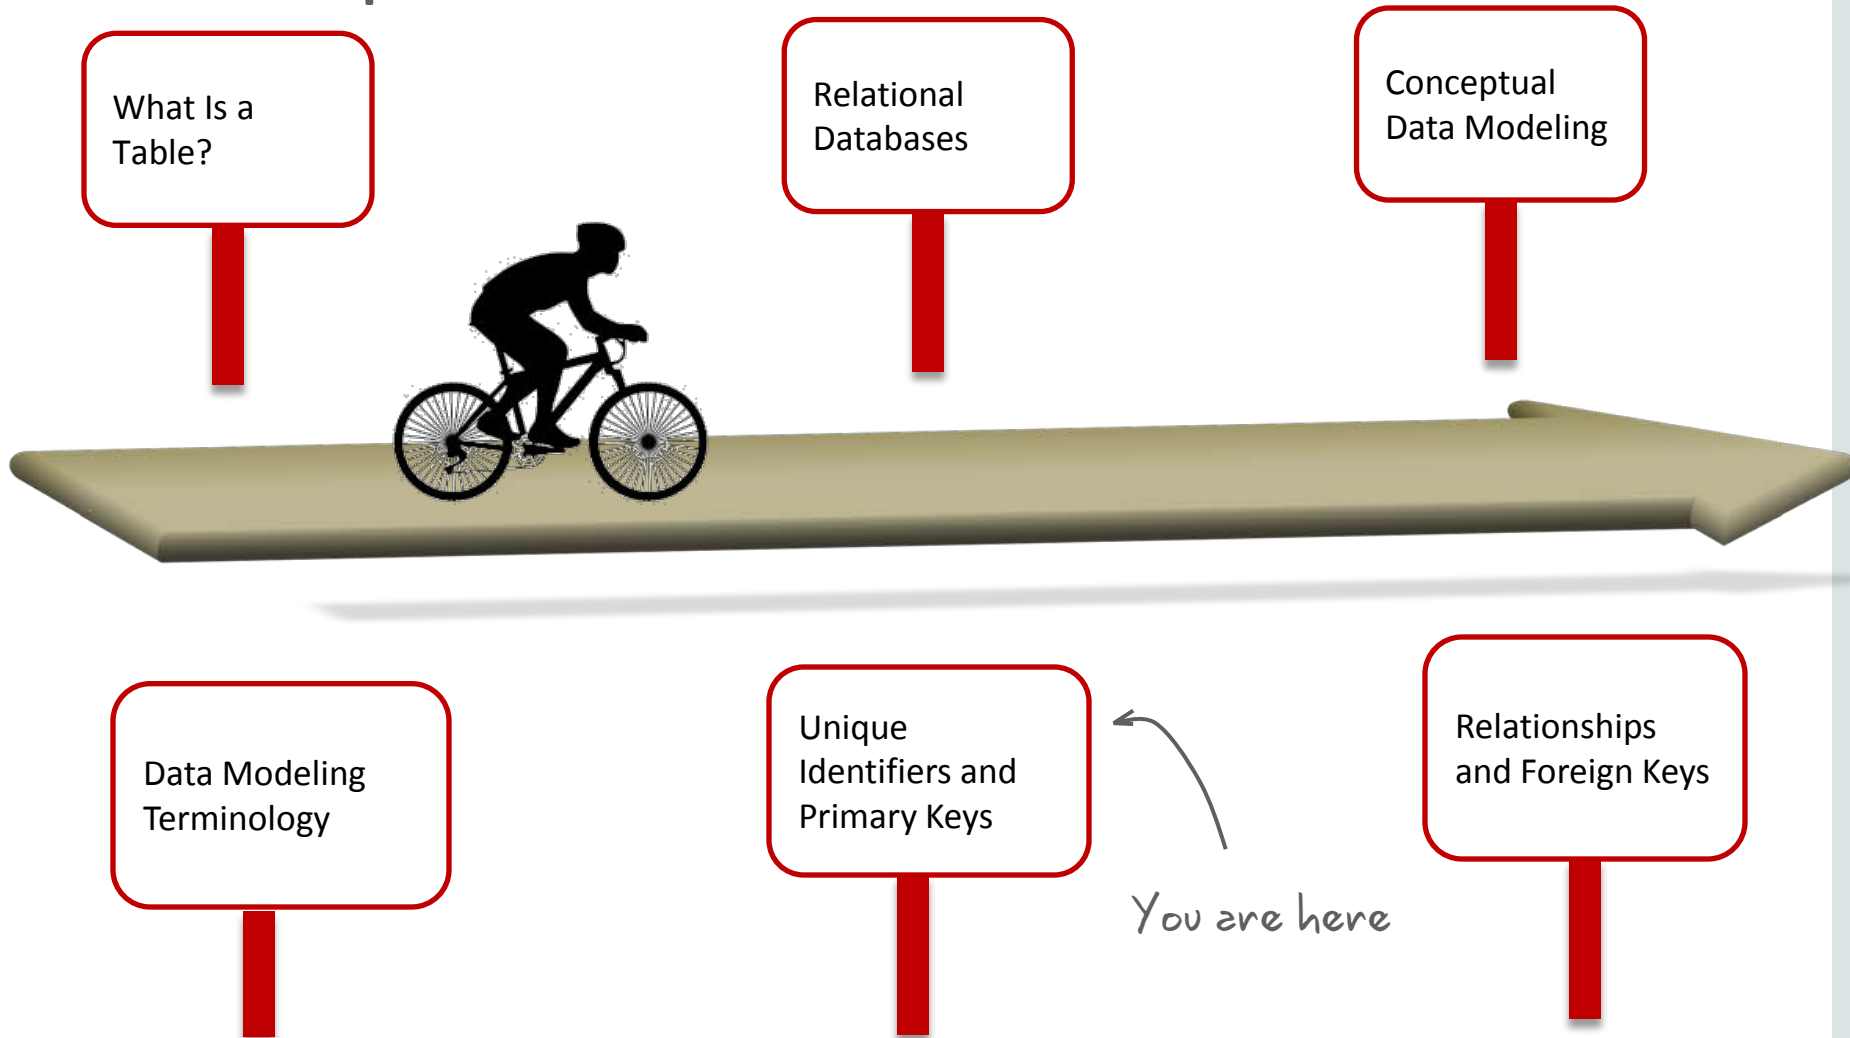 What Is a
Table?
Relational
Databases
Conceptual
Data Modeling
Data Modeling
Terminology
Unique
Identifiers and
Primary Keys
Relationships
and Foreign Keys
You are here